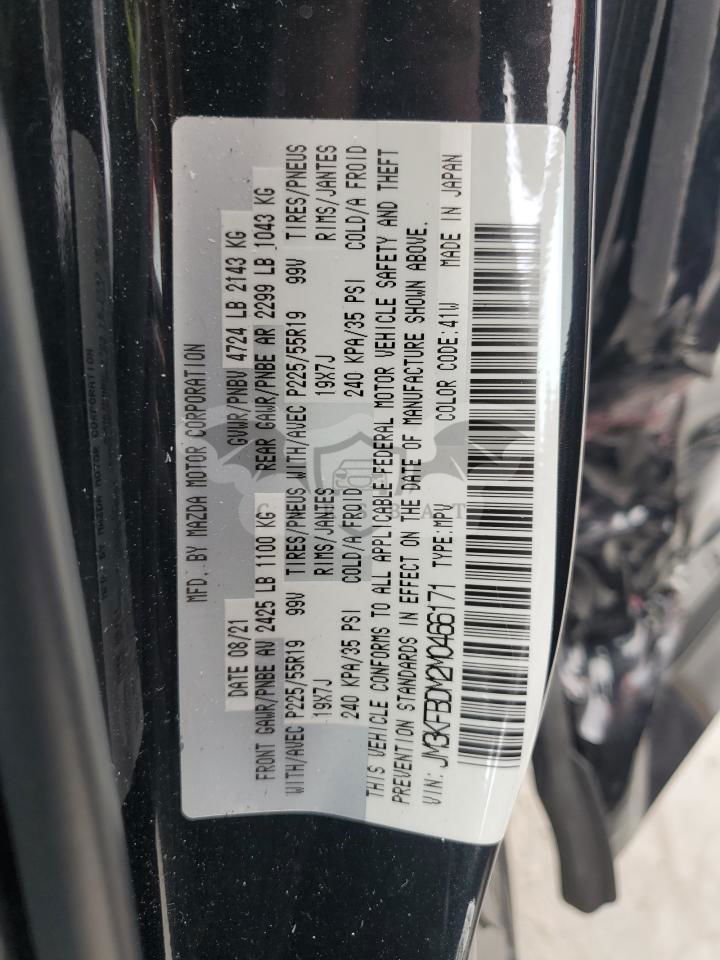 MFD. BY MAZDA MOTOR CORPORATION
DATE 08/21 GVWR/PNBV 4724 LB 2143 KG
FRONT GAWR/PNBE AV 2425 LB 1100 KG REAR GAWR/PNBE AR 2299 LB 1043 KG
WITH/AVEC P225/55R19 99V TIRES/PNEUS WITH/AVEC P225/55R19 99V TIRES/PNEUS
19X7J RIMS/JANTES 19X7J RIMS/JANTES
240 KPA/35 PSI COLD/A FROID 240 KPA/35 PSI COLD/A FROID
THIS VEHICLE CONFORMS TO ALL APPLICABLE FEDERAL MOTOR VEHICLE SAFETY AND THEFT
PREVENTION STANDARDS IN EFFECT ON THE DATE OF MANUFACTURE SHOWN ABOVE.
VIN: JM3KFBDM2M0466171 TYPE: MPV COLOR CODE: 41W MADE IN JAPAN